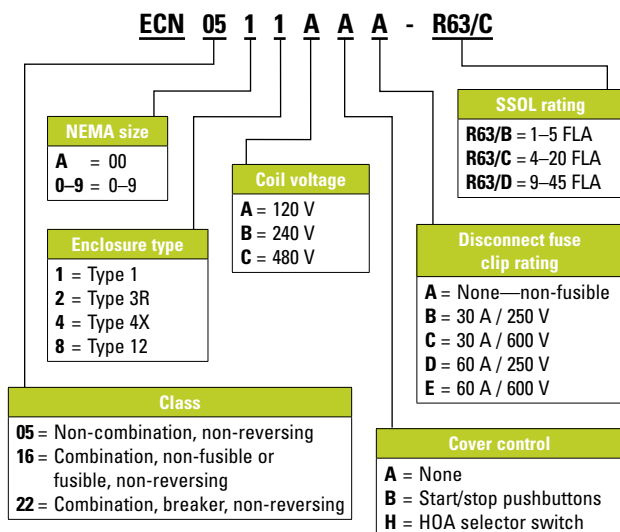 ECN 05 1 1 A A A - R63/C
NEMA size
A = 00
0–9 = 0–9
Enclosure type
1 = Type 1
2 = Type 3R
4 = Type 4X
8 = Type 12
Class
05 = Non-combination, non-reversing
16 = Combination, non-fusible or
fusible, non-reversing
22 = Combination, breaker, non-reversing
Coil voltage
A = 120 V
B = 240 V
C = 480 V
SSOL rating
R63/B = 1–5 FLA
R63/C = 4–20 FLA
R63/D = 9–45 FLA
Disconnect fuse
clip rating
A = None—non-fusible
B = 30 A / 250 V
C = 30 A / 600 V
D = 60 A / 250 V
E = 60 A / 600 V
Cover control
A = None
B = Start/stop pushbuttons
H = HOA selector switch